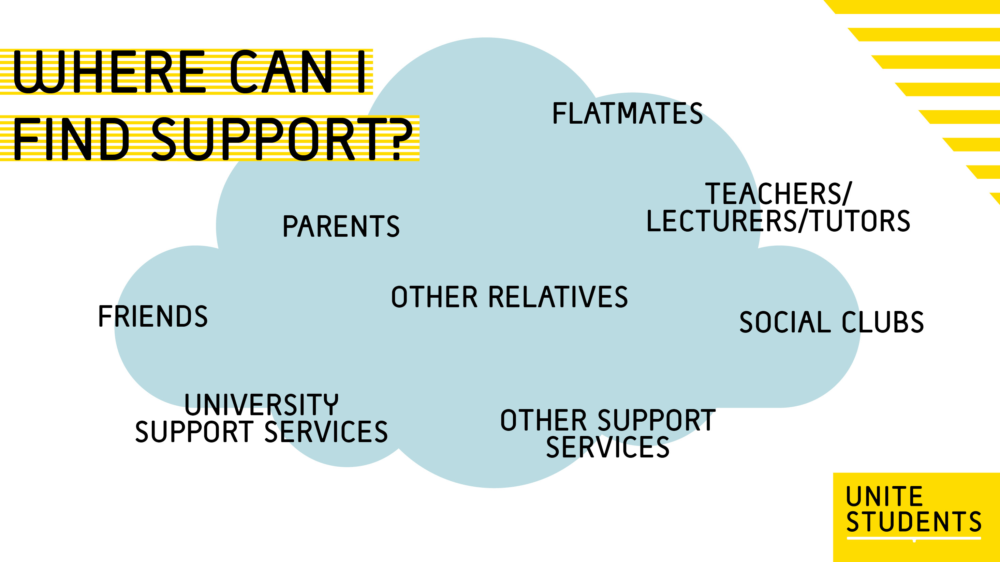 WHERE CAN I
FIND SUPPORT?
FLATMATES
TEACHERS/
LECTURERS/TUTORS
PARENTS
OTHER RELATIVES
FRIENDS
SOCIAL CLUBS
UNIVERSITY
SUPPORT SERVICES
OTHER SUPPORT
SERVICES
UNITE
STUDENTS